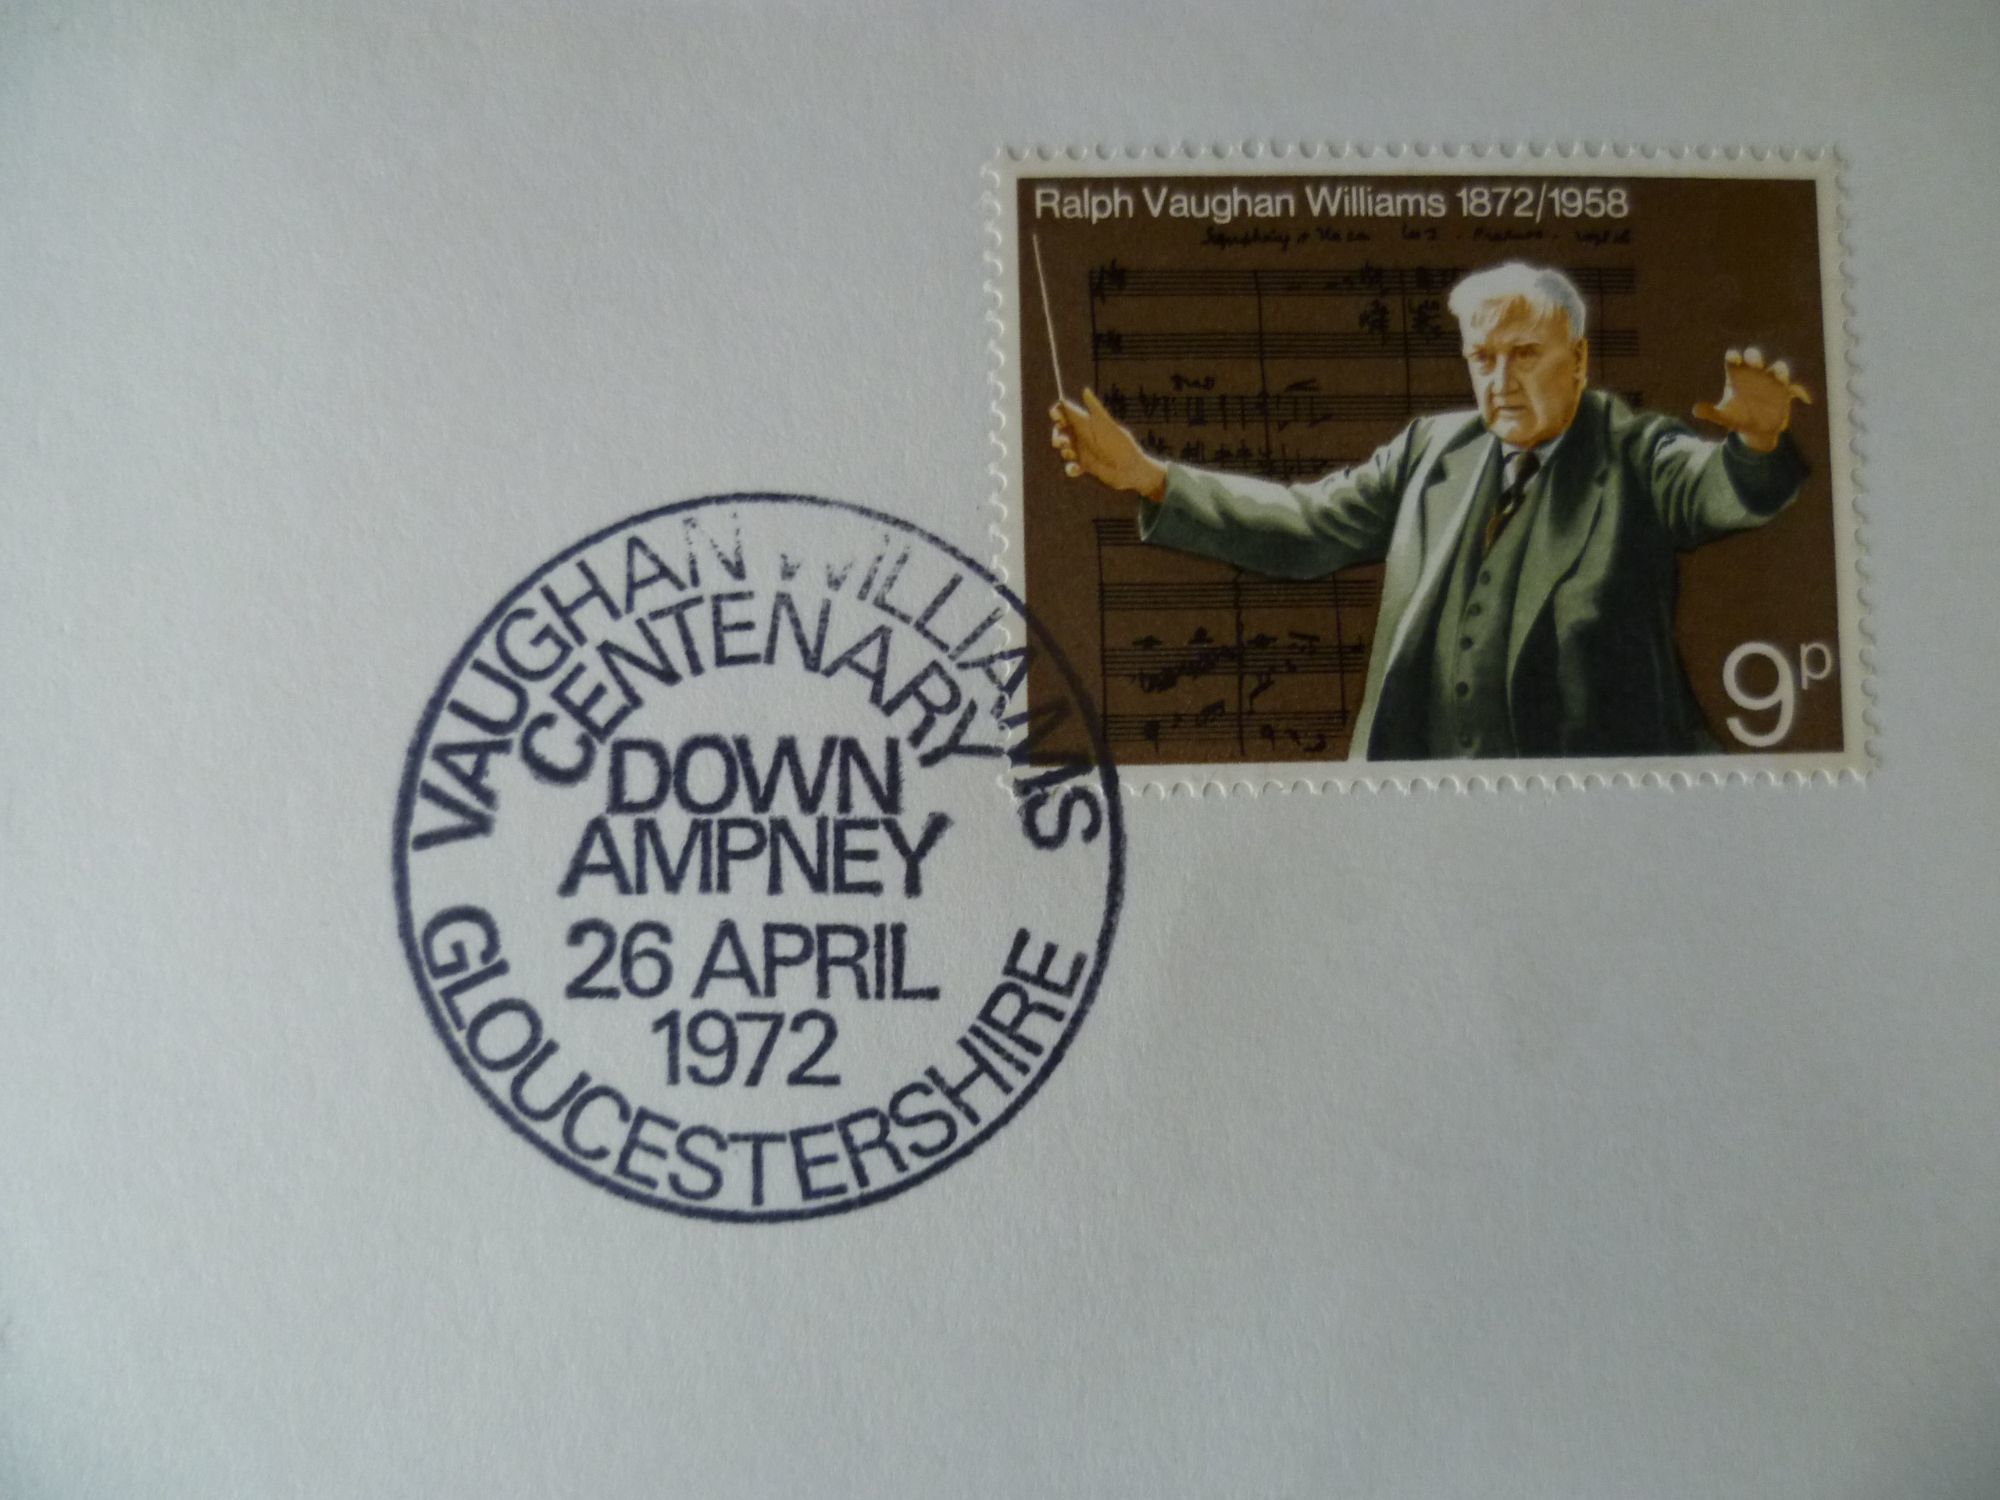 Ralph Vaughan Williams 1872/1958
9p
VAUGHAN WILLIAMS
CENTENARY
DOWN
AMPNEY
26 APRIL
1972
GLOUCESTERSHIRE